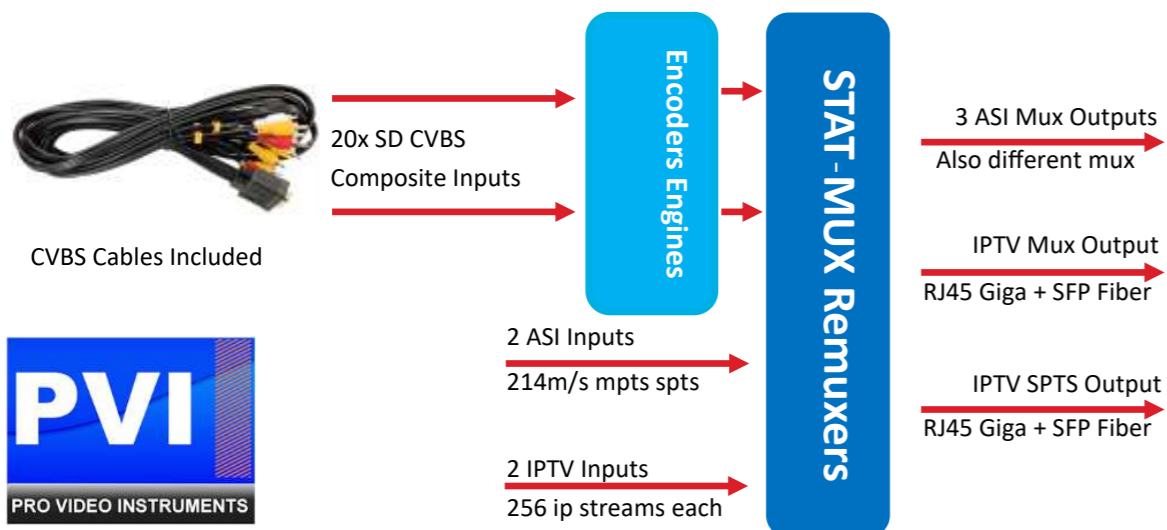 20x SD CVBS
Composite Inputs
CVBS Cables Included
Encoders Engines
STAT-MUX Remuxers
2 ASI Inputs
214m/s mpts spts
2 IPTV Inputs
256 ip streams each
3 ASI Mux Outputs
Also different mux
IPTV Mux Output
RJ45 Giga + SFP Fiber
IPTV SPTS Output
RJ45 Giga + SFP Fiber
PVI
PRO VIDEO INSTRUMENTS